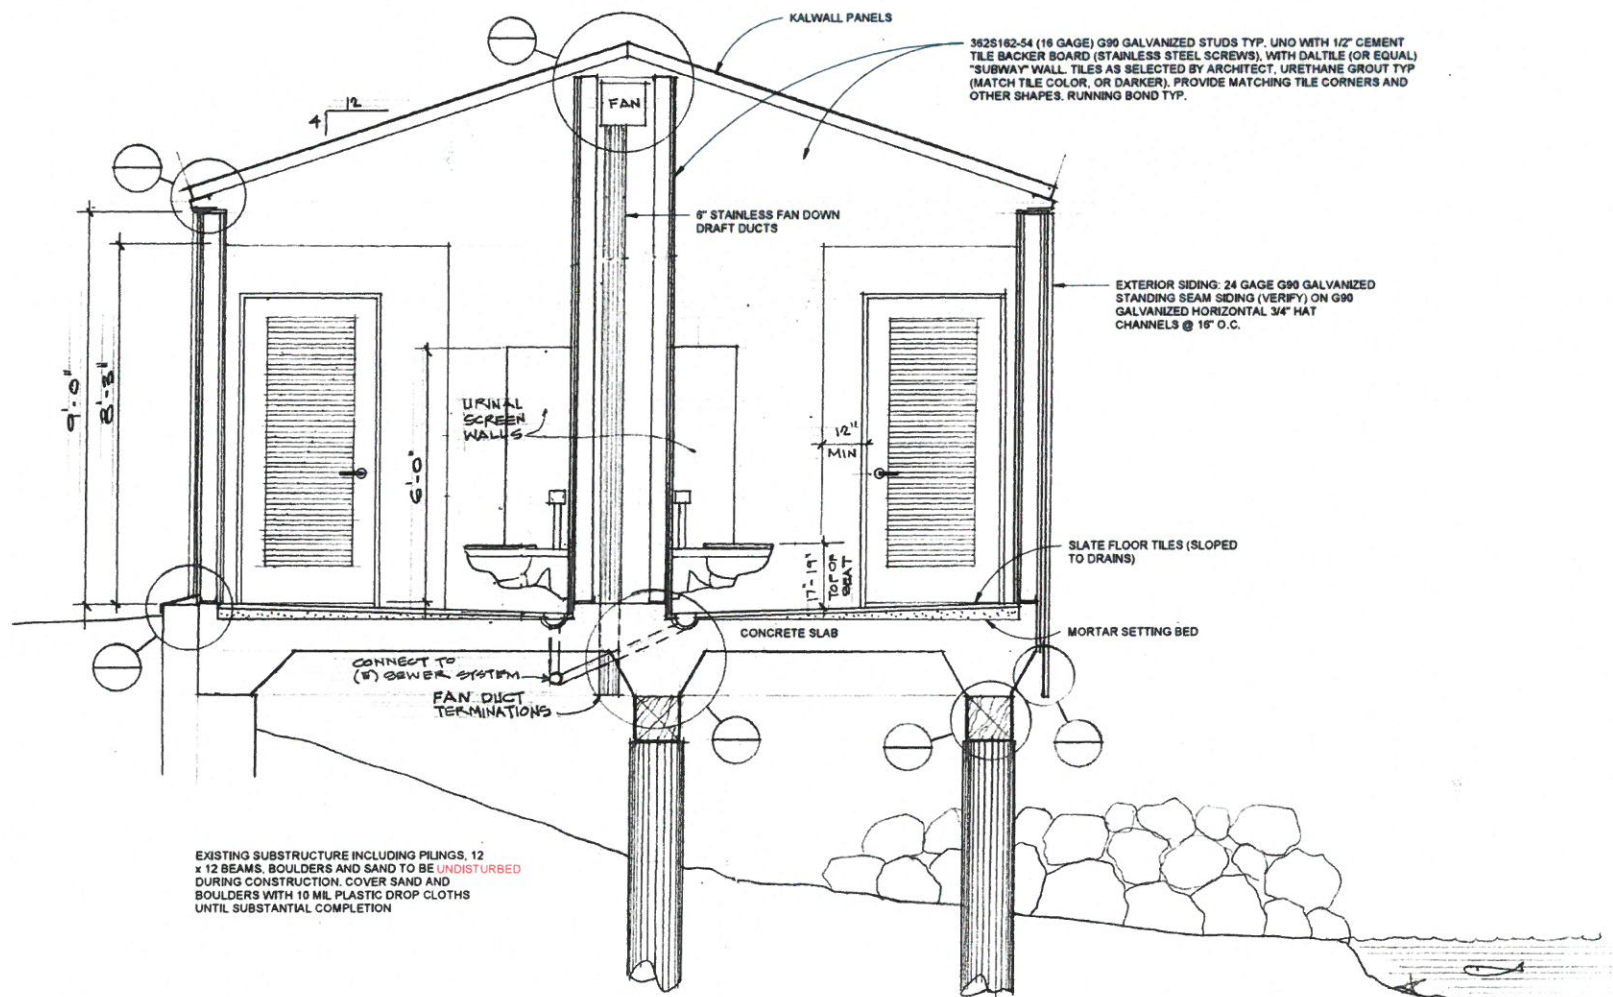 KALWALL PANELS
362S162-54 (16 GAGE) G90 GALVANIZED STUDS TYP. UNO WITH 1/2" CEMENT
TILE BACKER BOARD (STAINLESS STEEL SCREWS), WITH DALTILE (OR EQUAL)
"SUBWAY" WALL. TILES AS SELECTED BY ARCHITECT, URETHANE GROUT TYP
(MATCH TILE COLOR, OR DARKER). PROVIDE MATCHING TILE CORNERS AND
OTHER SHAPES. RUNNING BOND TYP.
12
4
FAN
6" STAINLESS FAN DOWN
DRAFT DUCTS
EXTERIOR SIDING: 24 GAGE G90 GALVANIZED
STANDING SEAM SIDING (VERIFY) ON G90
GALVANIZED HORIZONTAL 3/4" HAT
CHANNELS @ 16" O.C.
9'-0"
8'-3"
6'-0"
URINAL
SCREEN
WALLS
12"
MIN
17"-19"
TOP OF
SEAT
SLATE FLOOR TILES (SLOPED
TO DRAINS)
CONCRETE SLAB
MORTAR SETTING BED
CONNECT TO
(E) SEWER SYSTEM
FAN DUCT
TERMINATIONS
EXISTING SUBSTRUCTURE INCLUDING PILINGS, 12
x 12 BEAMS, BOULDERS AND SAND TO BE UNDISTURBED
DURING CONSTRUCTION. COVER SAND AND
BOULDERS WITH 10 MIL PLASTIC DROP CLOTHS
UNTIL SUBSTANTIAL COMPLETION